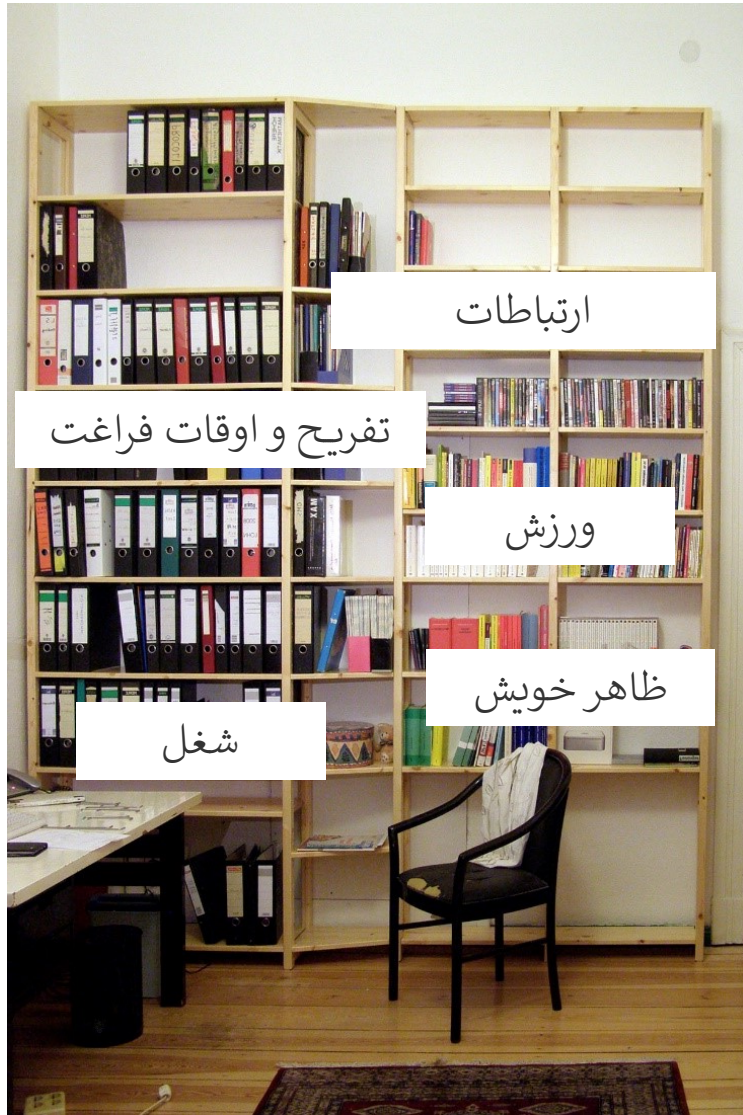 ارتباطات
تفریح و اوقات فراغت
ورزش
ظاهر خویش
شغل